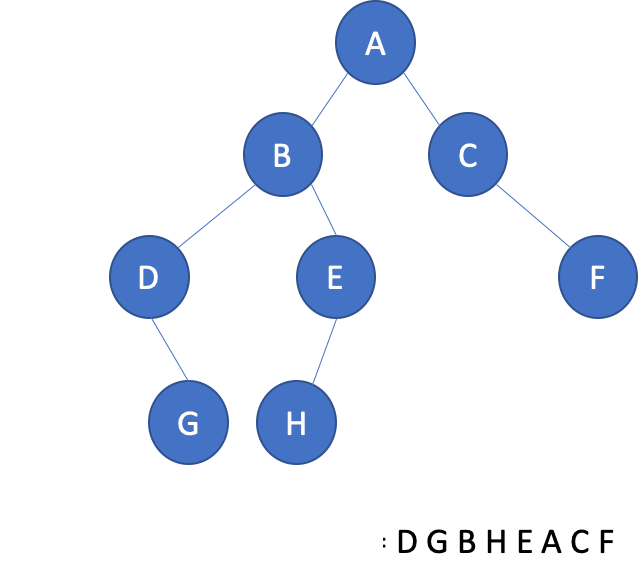 A
B C
D E F
G H
: D G B H E A C F